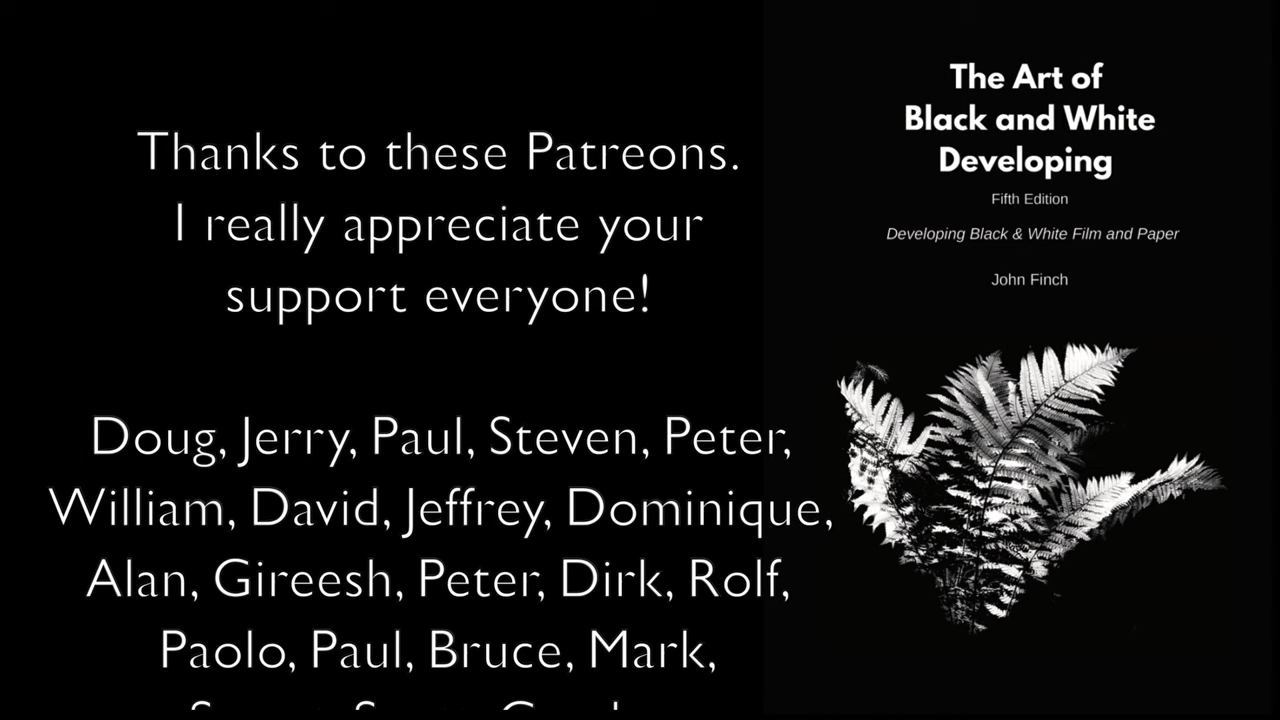 Thanks to these Patreons.
I really appreciate your
support everyone!
Doug, Jerry, Paul, Steven, Peter,
William, David, Jeffrey, Dominique,
Alan, Gireesh, Peter, Dirk, Rolf,
Paolo, Paul, Bruce, Mark,
The Art of
Black and White
Developing
Fifth Edition
Developing Black & White Film and Paper
John Finch